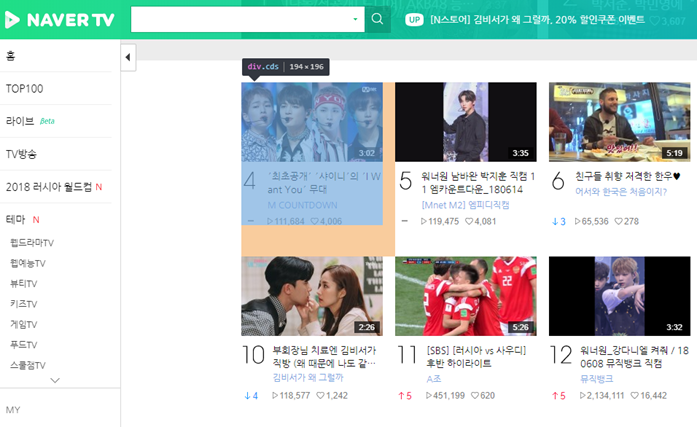 NAVER TV
UP [N스토어] 김비서가 왜 그럴까, 20% 할인쿠폰 이벤트
3,607
홈
TOP100
라이브 Beta
TV방송
2018 러시아 월드컵 N
테마 N
웹드라마TV
웹예능TV
뷰티TV
키즈TV
게임TV
푸드TV
스쿨잼TV
MY
div.cds 194×196
3:02
4 '최초공개' '샤이니'의 'I W
ant You' 무대
M COUNTDOWN
111,684 4,006
3:35
5 워너원 남바완 박지훈 직캠 1
1 엠카운트다운_180614
[Mnet M2] 엠피디직캠
119,475 4,081
5:19
6 친구들 취향 저격한 한우♥
어서와 한국은 처음이지?
3 65,536 278
2:26
10 부회장님 치료엔 김비서가
직방 (왜 때문에 나도 같…
김비서가 왜 그럴까
4 118,577 1,242
5:26
11 [SBS] [러시아 vs 사우디]
후반 하이라이트
A조
5 451,199 620
3:32
12 워너원_강다니엘 켜줘 / 18
0608 뮤직뱅크 직캠
뮤직뱅크
5 2,134,111 16,442